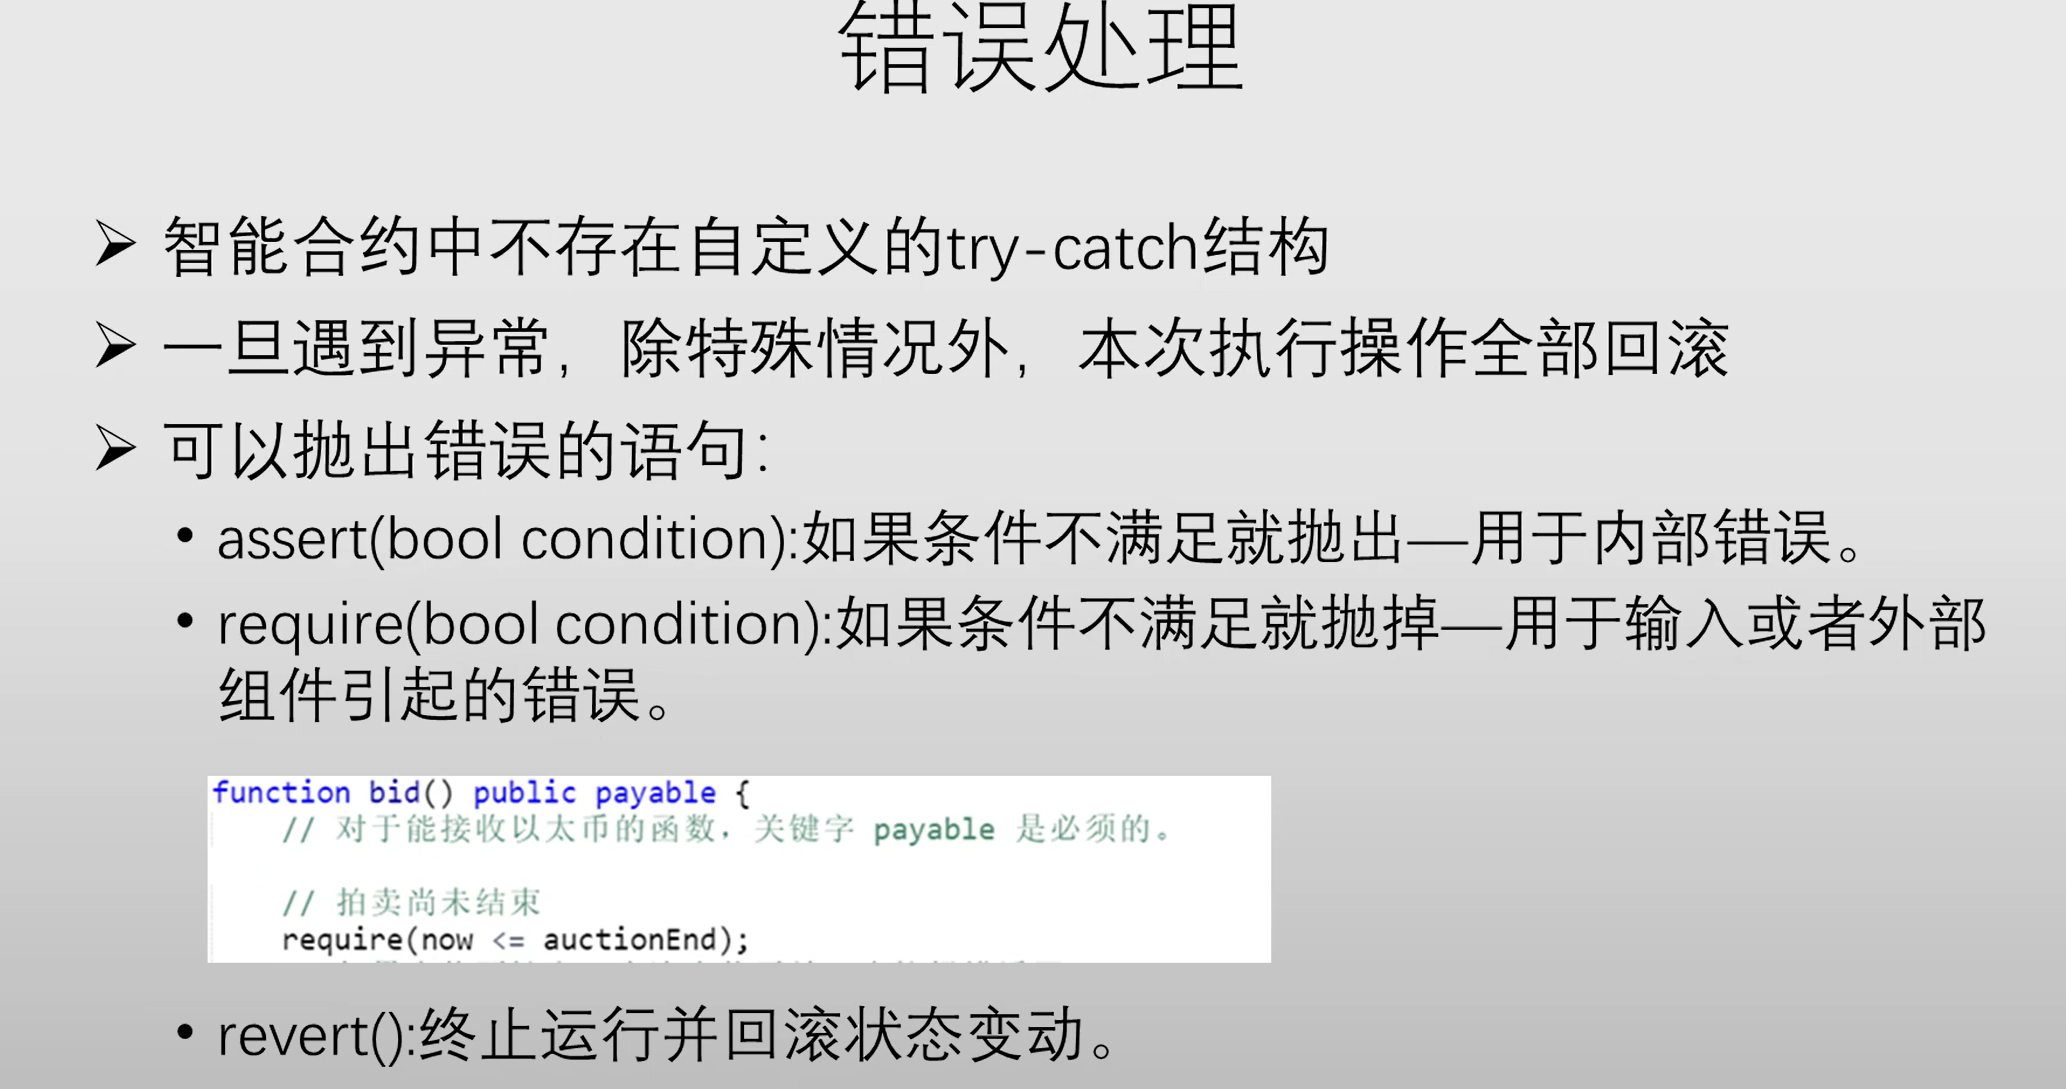 错误处理
智能合约中不存在自定义的try-catch结构
一旦遇到异常，除特殊情况外，本次执行操作全部回滚
可以抛出错误的语句：
assert(bool condition):如果条件不满足就抛出—用于内部错误。
require(bool condition):如果条件不满足就抛掉—用于输入或者外部
组件引起的错误。
function bid() public payable {
// 对于能接收以太币的函数，关键字 payable 是必须的。
// 拍卖尚未结束
require(now <= auctionEnd);
revert():终止运行并回滚状态变动。